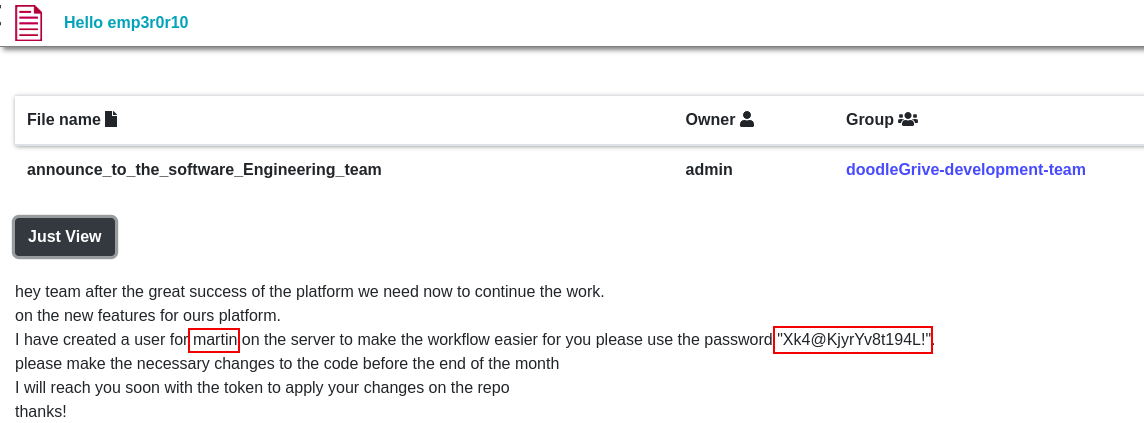 Hello emp3r0r10
File name Owner Group
announce_to_the_software_Engineering_team admin doodleGrive-development-team
Just View
hey team after the great success of the platform we need now to continue the work.
on the new features for ours platform.
I have created a user for martin on the server to make the workflow easier for you please use the password "Xk4@KjyrYv8t194L!".
please make the necessary changes to the code before the end of the month
I will reach you soon with the token to apply your changes on the repo
thanks!